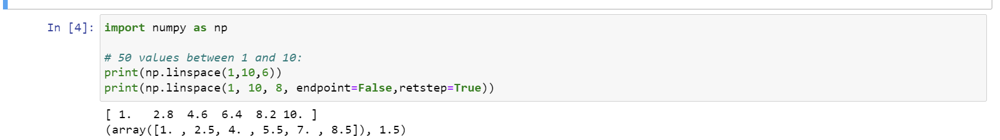 In [4]: import numpy as np
# 50 values between 1 and 10:
print(np.linspace(1,10,6))
print(np.linspace(1, 10, 8, endpoint=False,retstep=True))
[ 1.   2.8  4.6  6.4  8.2 10. ]
(array([1. , 2.5, 4. , 5.5, 7. , 8.5]), 1.5)